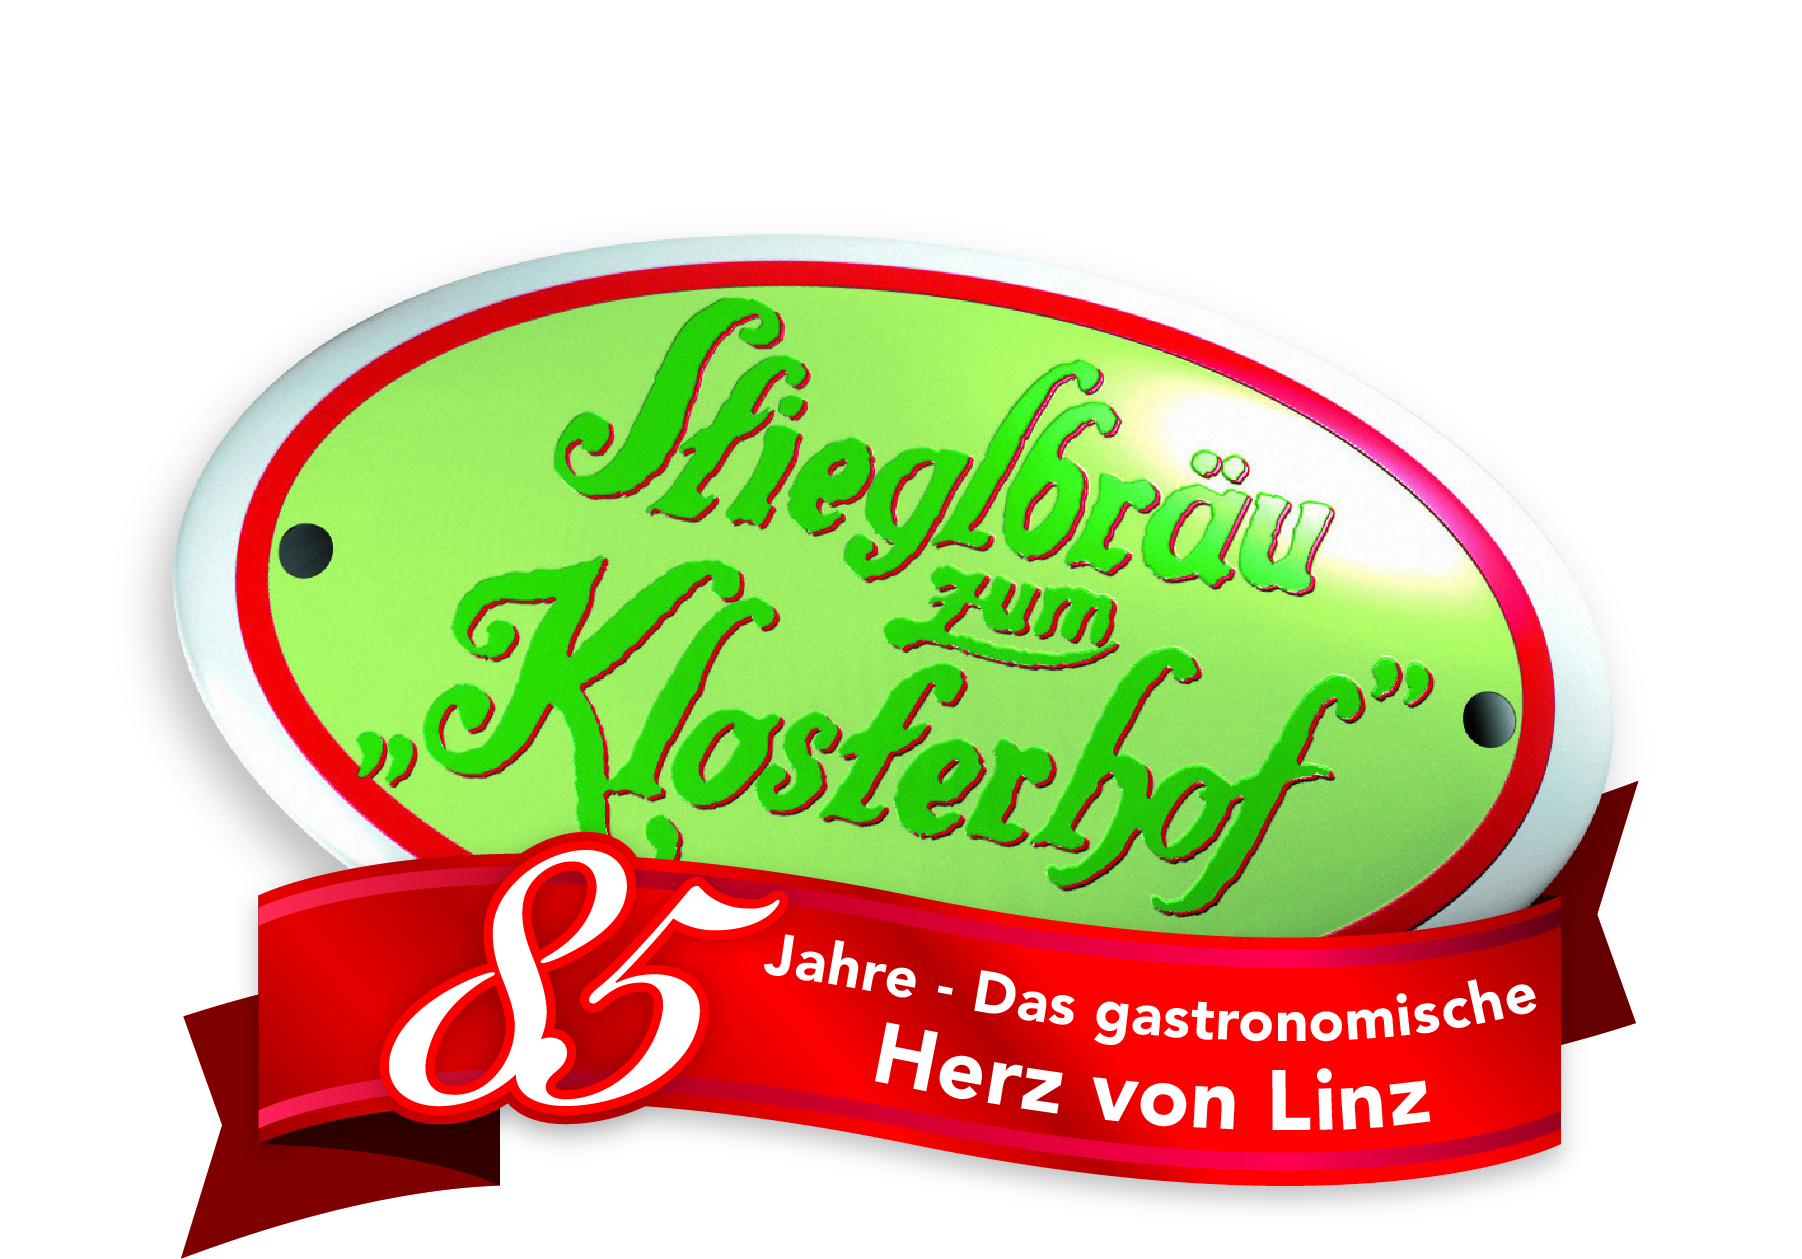 Stieglbräu
zum
„Klosterhof”
85 Jahre - Das gastronomische
Herz von Linz